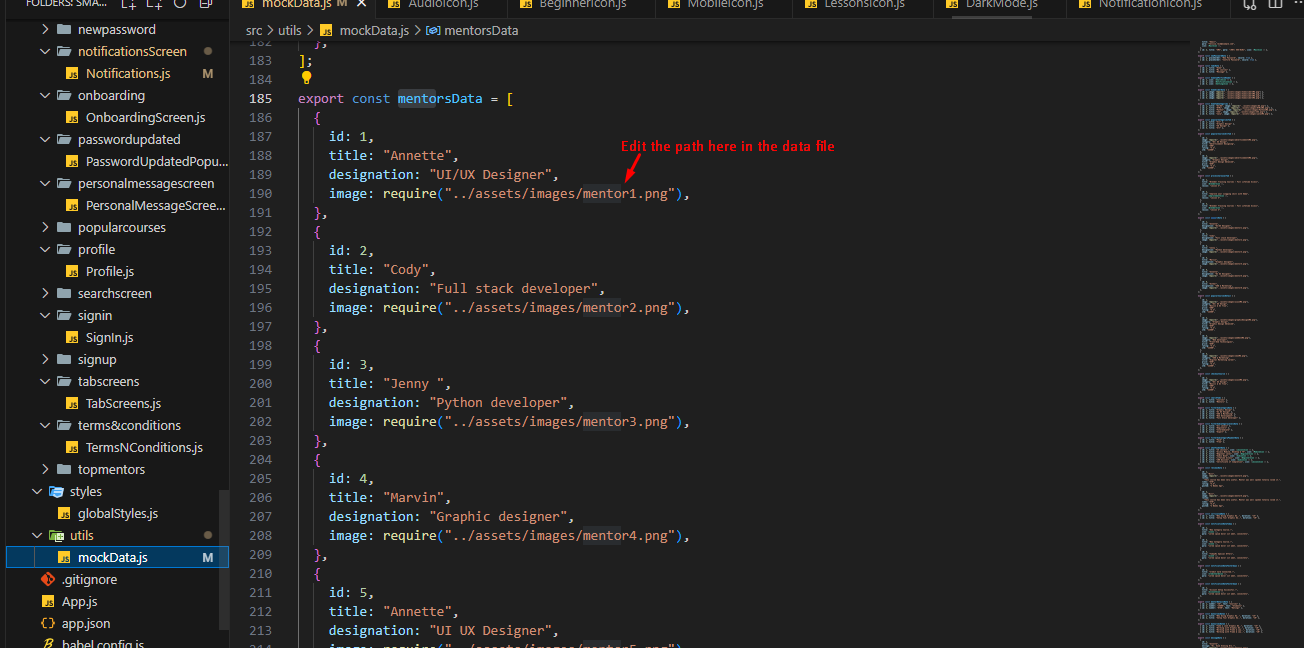 FOLDERS: SMA...
newpassword
notificationsScreen
Notifications.js M
onboarding
OnboardingScreen.js
passwordupdated
PasswordUpdatedPopu...
personalmessagescreen
PersonalMessageScree...
popularcourses
profile
Profile.js
searchscreen
signin
SignIn.js
signup
tabscreens
TabScreens.js
terms&conditions
TermsNConditions.js
topmentors
styles
globalStyles.js
utils
mockData.js M
.gitignore
App.js
app.json
babel.config.js
mockData.js M
AudioIcon.js
BeginnerIcon.js
MobileIcon.js
LessonsIcon.js
DarkMode.js
NotificationIcon.js
src > utils > JS mockData.js > mentorsData
182 },
183 ];
184
185 export const mentorsData = [
186 {
187 id: 1,
188 title: "Annette",
189 designation: "UI/UX Designer",
190 image: require("../assets/images/mentor1.png"),
191 },
192 {
193 id: 2,
194 title: "Cody",
195 designation: "Full stack developer",
196 image: require("../assets/images/mentor2.png"),
197 },
198 {
199 id: 3,
200 title: "Jenny ",
201 designation: "Python developer",
202 image: require("../assets/images/mentor3.png"),
203 },
204 {
205 id: 4,
206 title: "Marvin",
207 designation: "Graphic designer",
208 image: require("../assets/images/mentor4.png"),
209 },
210 {
211 id: 5,
212 title: "Annette",
213 designation: "UI UX Designer",
214 image: require("../assets/images/mentor5.png"),
Edit the path here in the data file